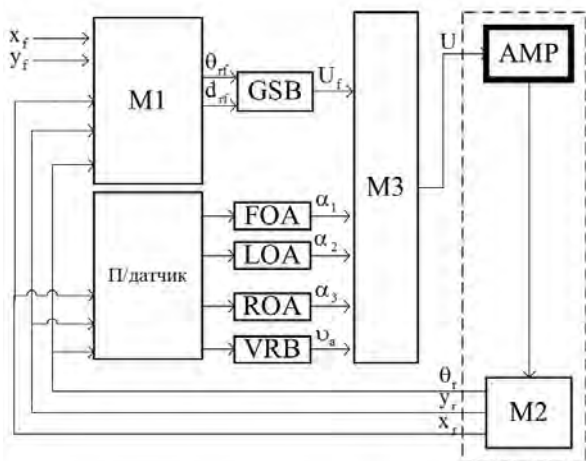 x_f
y_f
M1
θ_rf
d_rf
GSB
U_f
M3
U
AMP
П/датчик
FOA
α_1
LOA
α_2
ROA
α_3
VRB
υ_a
θ_r
y_r
x_r
M2